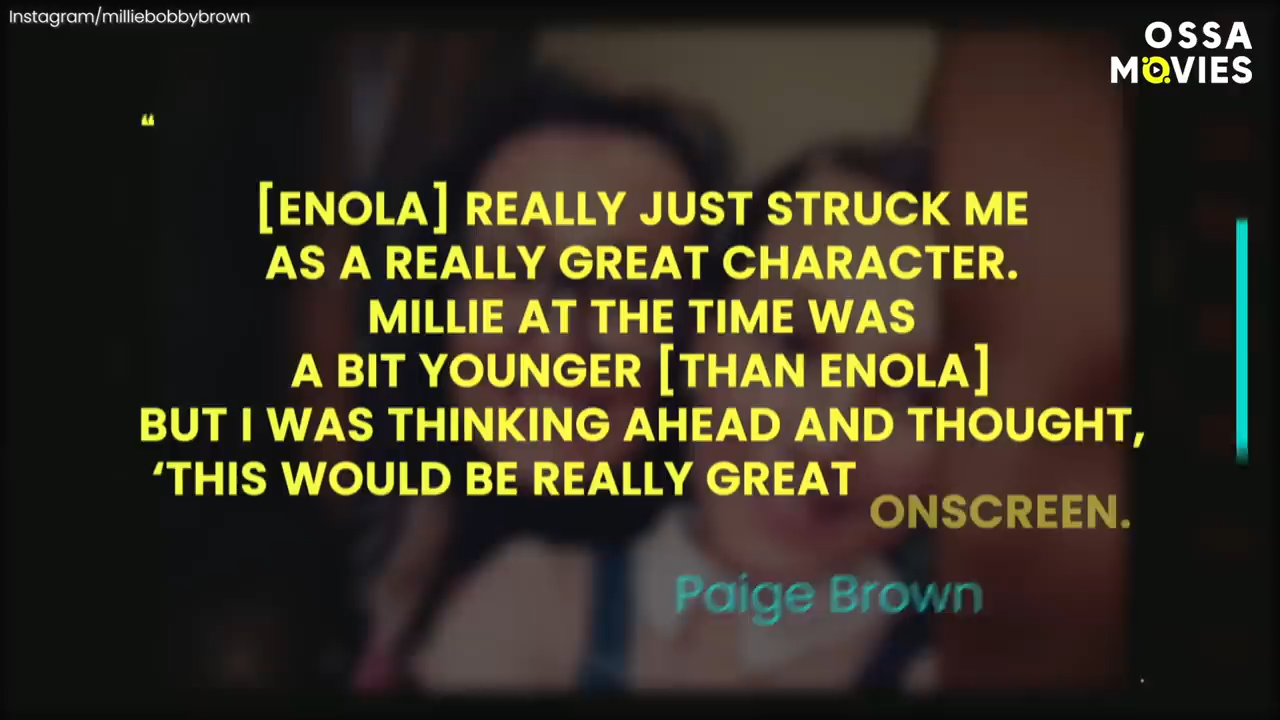 Instagram/milliebobbybrown
OSSA
MOVIES
“
[ENOLA] REALLY JUST STRUCK ME
AS A REALLY GREAT CHARACTER.
MILLIE AT THE TIME WAS
A BIT YOUNGER [THAN ENOLA]
BUT I WAS THINKING AHEAD AND THOUGHT,
‘THIS WOULD BE REALLY GREAT ONSCREEN.
Paige Brown